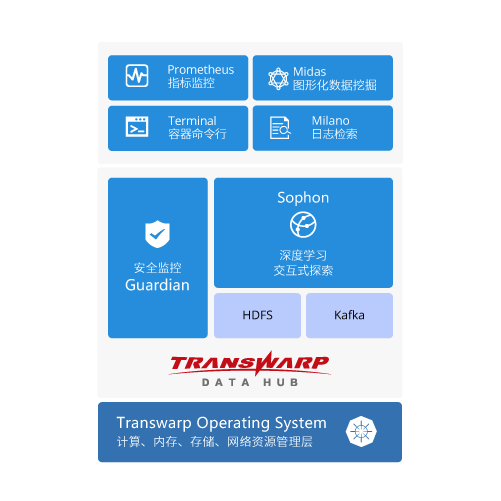 Prometheus
指标监控
Midas
图形化数据挖掘
Terminal
容器命令行
Milano
日志检索
Sophon
深度学习
交互式探索
安全监控
Guardian
HDFS
Kafka
TRANSWARP
DATA HUB
Transwarp Operating System
计算、内存、存储、网络资源管理层